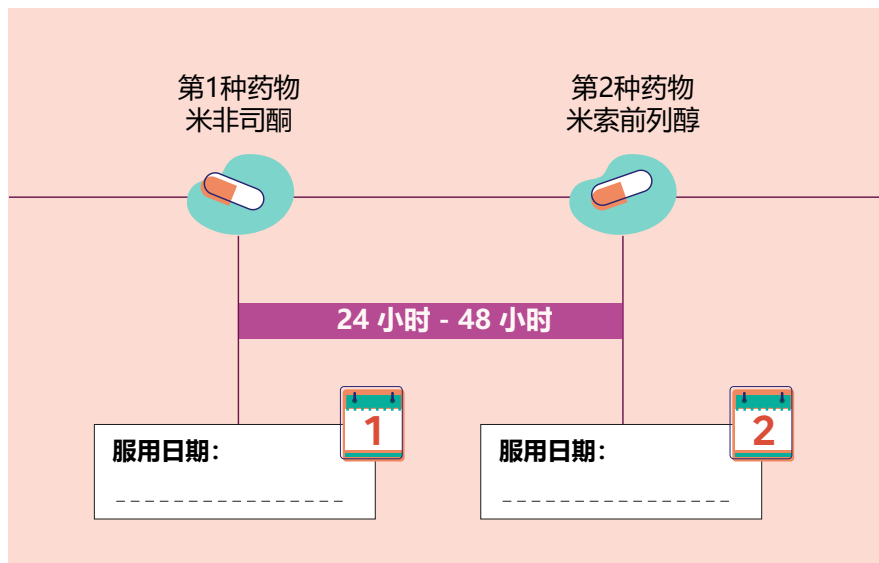 第1种药物
米非司酮
第2种药物
米索前列醇
24 小时 - 48 小时
1
服用日期：
2
服用日期：